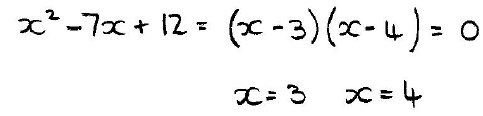 x² - 7x + 12 = (x - 3)(x - 4) = 0
x = 3 x = 4